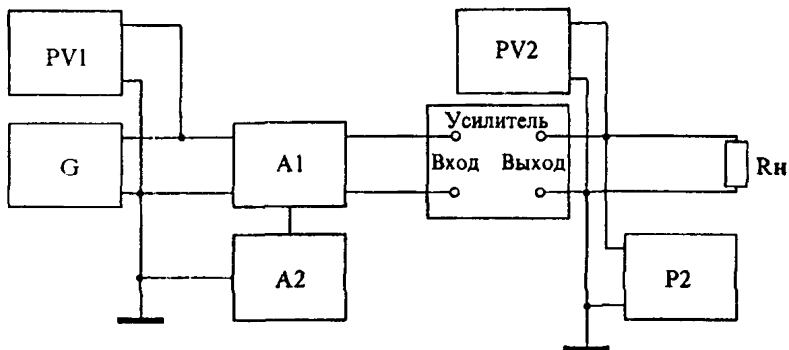 PV1
PV2
G
A1
Усилитель
Вход Выход
Rн
A2
P2